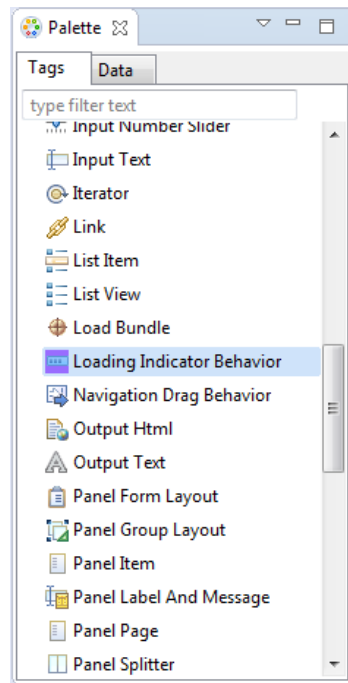 Palette
Tags Data
type filter text
Input Number Slider
Input Text
Iterator
Link
List Item
List View
Load Bundle
Loading Indicator Behavior
Navigation Drag Behavior
Output Html
Output Text
Panel Form Layout
Panel Group Layout
Panel Item
Panel Label And Message
Panel Page
Panel Splitter